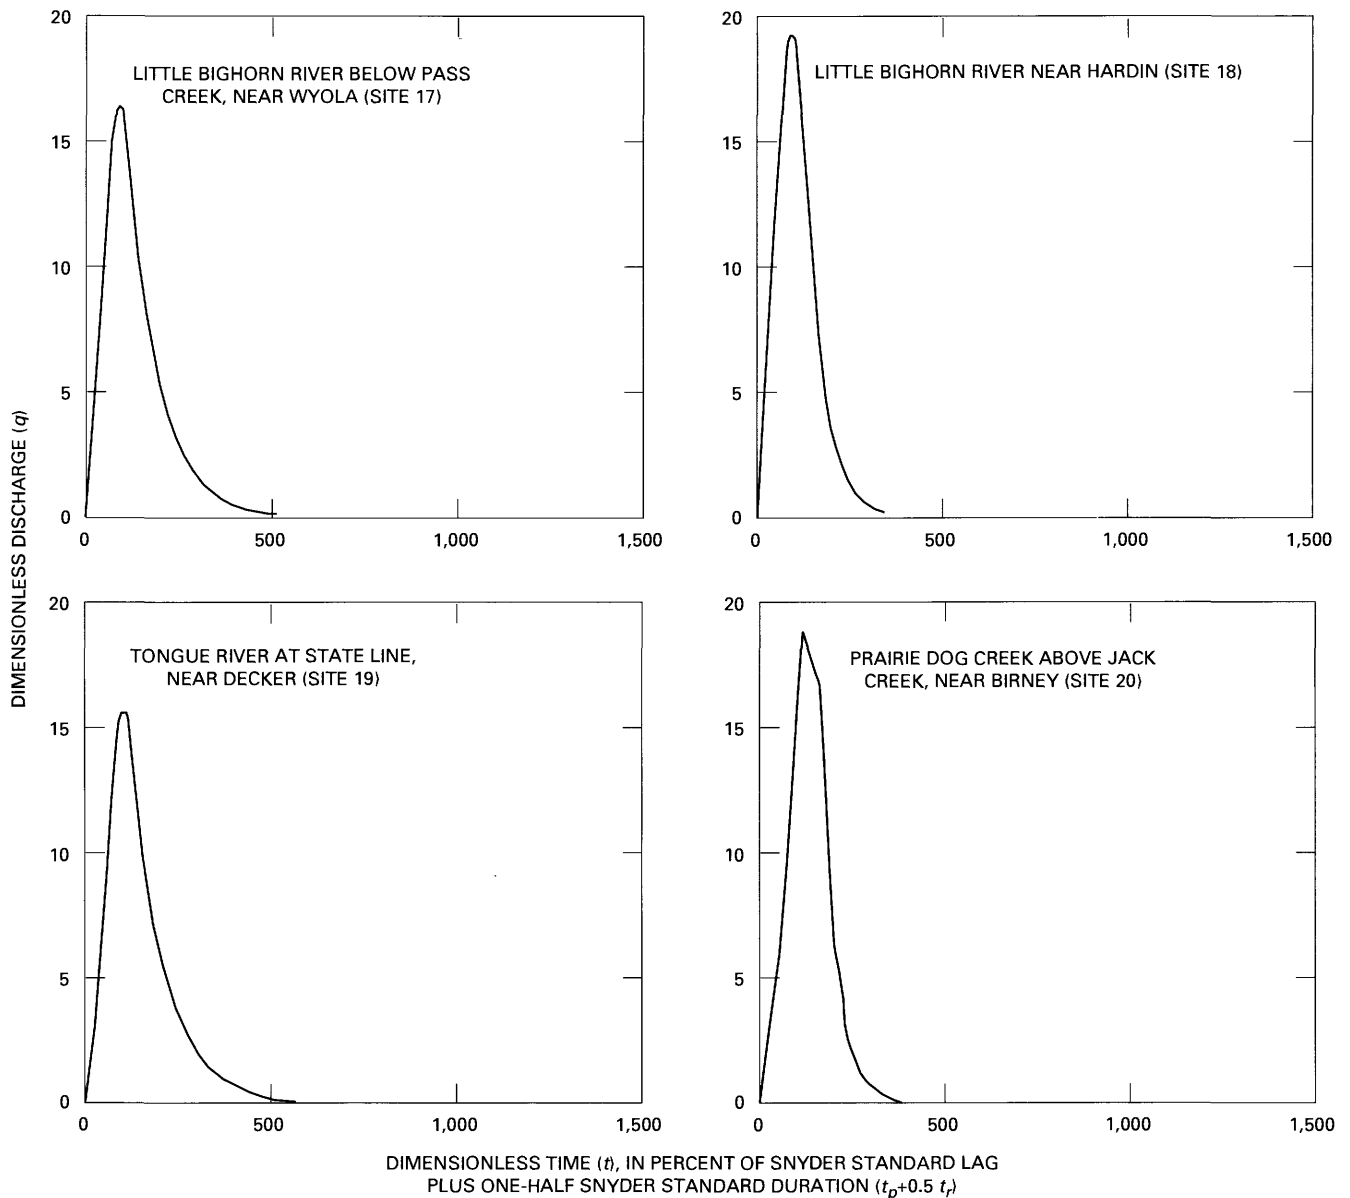 DIMENSIONLESS DISCHARGE (q)
20
15
10
5
0
LITTLE BIGHORN RIVER BELOW PASS
CREEK, NEAR WYOLA (SITE 17)
0 500 1,000 1,500
20
15
10
5
0
LITTLE BIGHORN RIVER NEAR HARDIN (SITE 18)
0 500 1,000 1,500
20
15
10
5
0
TONGUE RIVER AT STATE LINE,
NEAR DECKER (SITE 19)
0 500 1,000 1,500
20
15
10
5
0
PRAIRIE DOG CREEK ABOVE JACK
CREEK, NEAR BIRNEY (SITE 20)
0 500 1,000 1,500
DIMENSIONLESS TIME (t), IN PERCENT OF SNYDER STANDARD LAG
PLUS ONE-HALF SNYDER STANDARD DURATION (tp+0.5 tr)